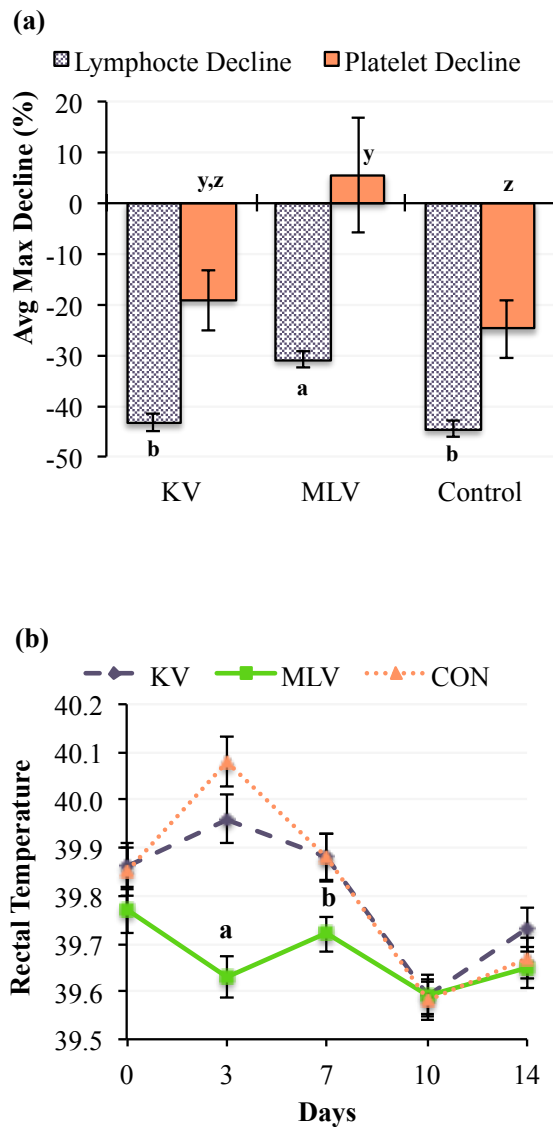 (a)
Lymphocte Decline Platelet Decline
Avg Max Decline (%)
20
10
0
-10
-20
-30
-40
-50
y,z
y
z
b
a
b
KV MLV Control
(b)
KV MLV CON
Rectal Temperature
40.2
40.1
40.0
39.9
39.8
39.7
39.6
39.5
a
b
0 3 7 10 14
Days